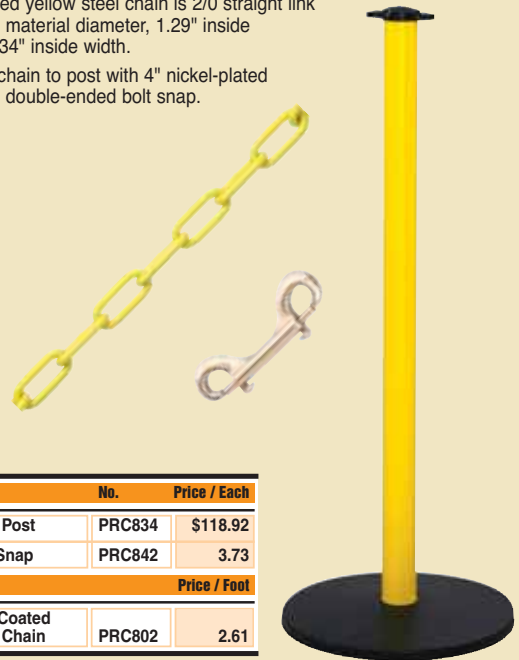 ed yellow steel chain is 2/0 straight link
material diameter, 1.29" inside
34" inside width.
chain to post with 4" nickel-plated
double-ended bolt snap.
No. Price / Each
Post PRC834 $118.92
Snap PRC842 3.73
Price / Foot
Coated
Chain PRC802 2.61